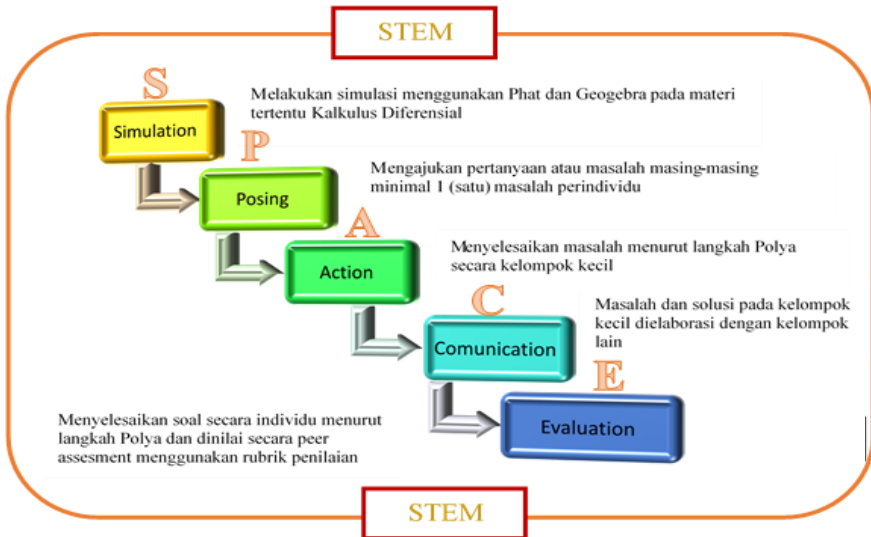 STEM
S
Simulation
Melakukan simulasi menggunakan Phat dan Geogebra pada materi
tertentu Kalkulus Diferensial
P
Posing
Mengajukan pertanyaan atau masalah masing-masing
minimal 1 (satu) masalah perindividu
A
Action
Menyelesaikan masalah menurut langkah Polya
secara kelompok kecil
C
Comunication
Masalah dan solusi pada kelompok
kecil dielaborasi dengan kelompok
lain
E
Evaluation
Menyelesaikan soal secara individu menurut
langkah Polya dan dinilai secara peer
assesment menggunakan rubrik penilaian
STEM